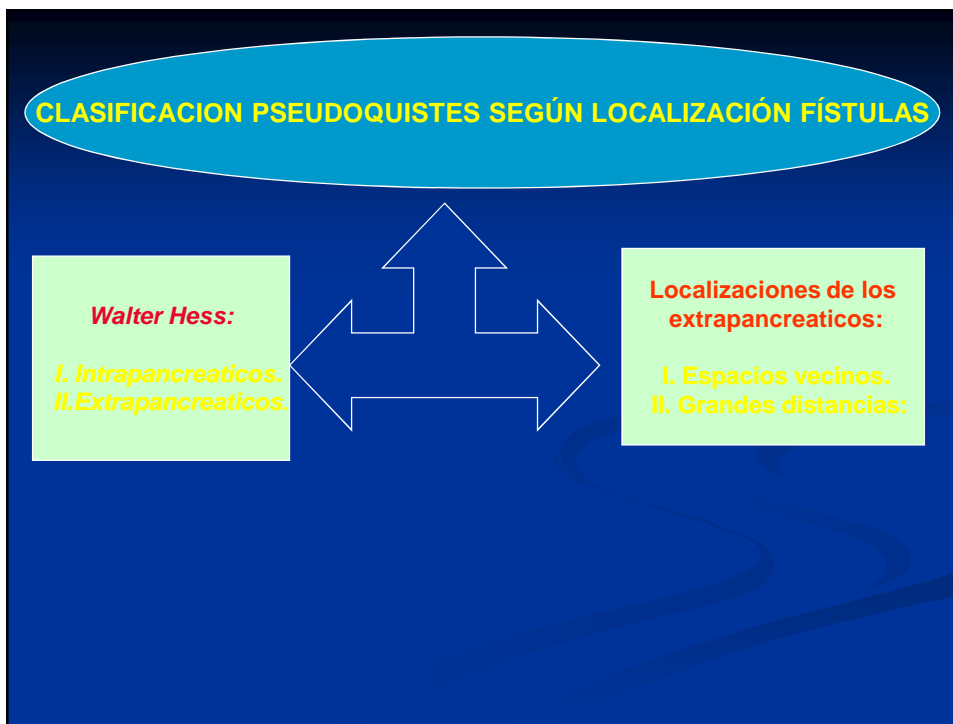 CLASIFICACION PSEUDOQUISTES SEGÚN LOCALIZACIÓN FÍSTULAS
Walter Hess:
I. Intrapancreaticos.
II.Extrapancreaticos.
Localizaciones de los
extrapancreaticos:
I. Espacios vecinos.
II. Grandes distancias: